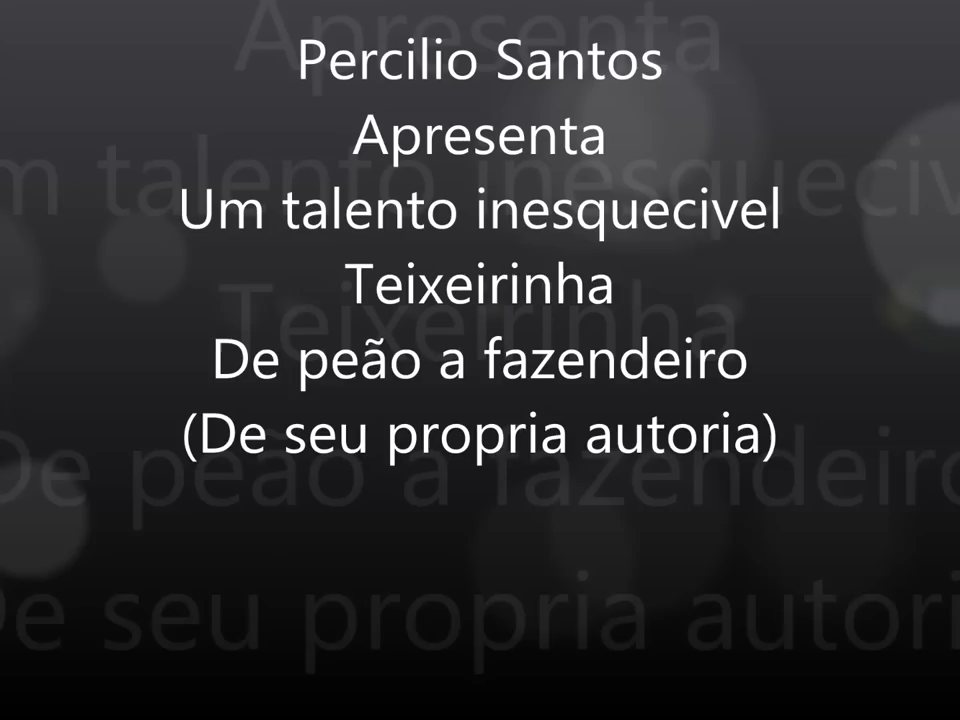 Percilio Santos
Apresenta
Um talento inesquecivel
Teixeirinha
De peão a fazendeiro
(De seu propria autoria)